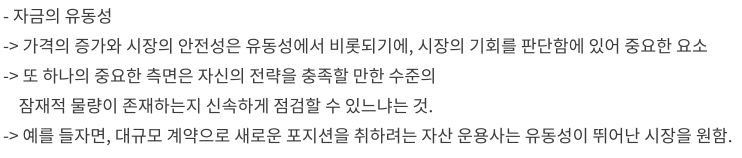 - 자금의 유동성
-> 가격의 증가와 시장의 안전성은 유동성에서 비롯되기에, 시장의 기회를 판단함에 있어 중요한 요소
-> 또 하나의 중요한 측면은 자신의 전략을 충족할 만한 수준의
잠재적 물량이 존재하는지 신속하게 점검할 수 있느냐는 것.
-> 예를 들자면, 대규모 계약으로 새로운 포지션을 취하려는 자산 운용사는 유동성이 뛰어난 시장을 원함.